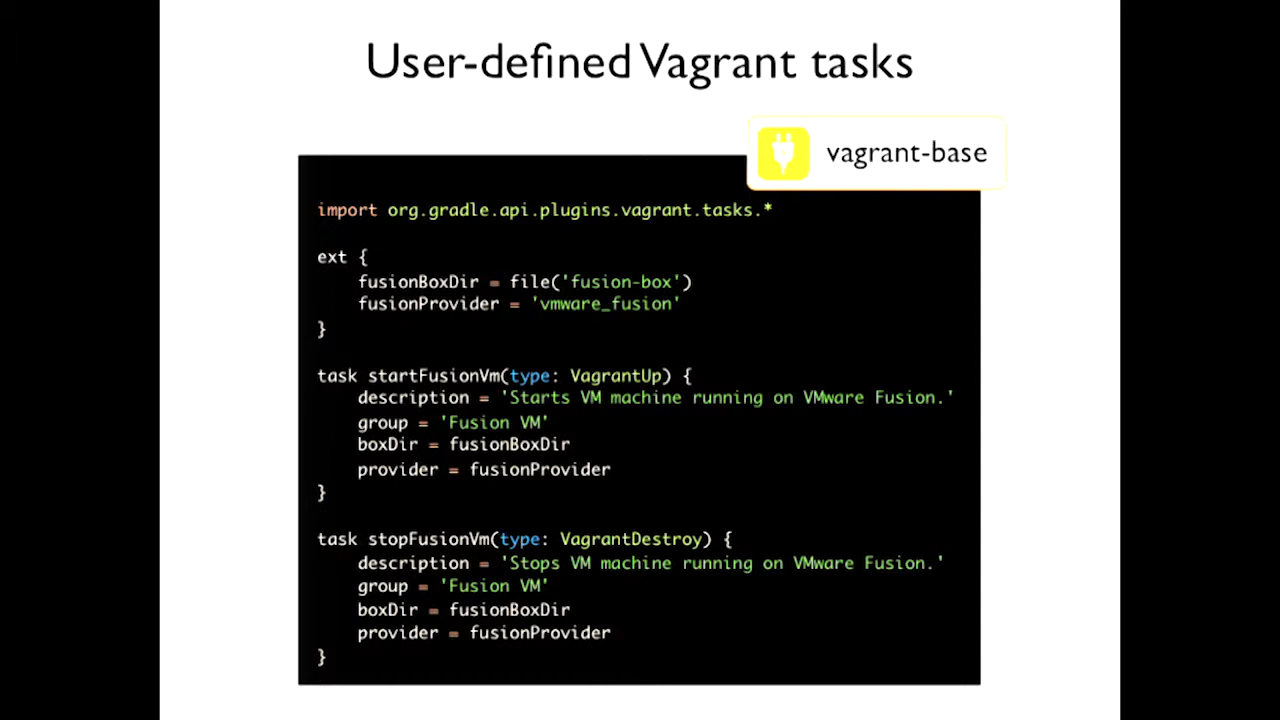 User-defined Vagrant tasks
vagrant-base
import org.gradle.api.plugins.vagrant.tasks.*
ext {
fusionBoxDir = file('fusion-box')
fusionProvider = 'vmware_fusion'
}
task startFusionVm(type: VagrantUp) {
description = 'Starts VM machine running on VMware Fusion.'
group = 'Fusion VM'
boxDir = fusionBoxDir
provider = fusionProvider
}
task stopFusionVm(type: VagrantDestroy) {
description = 'Stops VM machine running on VMware Fusion.'
group = 'Fusion VM'
boxDir = fusionBoxDir
provider = fusionProvider
}